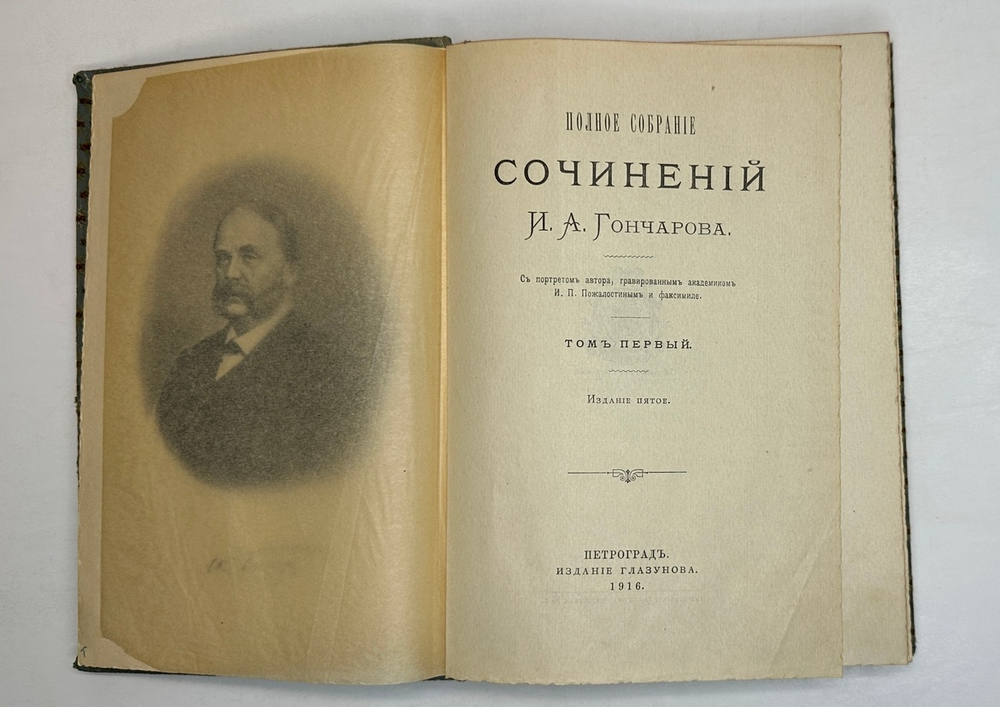 ПОЛНОЕ СОБРАНІЕ
СОЧИНЕНІЙ
И. А. ГОНЧАРОВА.
Съ портретомъ автора, гравированнымъ академикомъ
И. П. Пожалостинымъ и факсимиле.
ТОМЪ ПЕРВЫЙ.
ИЗДАНІЕ ПЯТОЕ.
ПЕТРОГРАДЪ.
ИЗДАНІЕ ГЛАЗУНОВА.
1916.